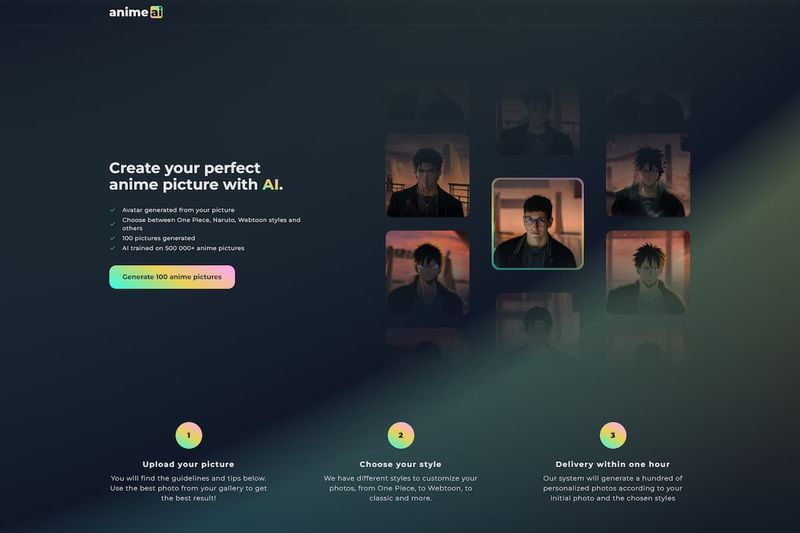 anime ai
Create your perfect
anime picture with AI.
Avatar generated from your picture
Choose between One Piece, Naruto, Webtoon styles and
others
100 pictures generated
AI trained on 500 000+ anime pictures
Generate 100 anime pictures
1
Upload your picture
You will find the guidelines and tips below.
Use the best photo from your gallery to get
the best result!
2
Choose your style
We have different styles to customize your
photos, from One Piece, to Webtoon, to
classic and more.
3
Delivery within one hour
Our system will generate a hundred of
personalized photos according to your
initial photo and the chosen styles